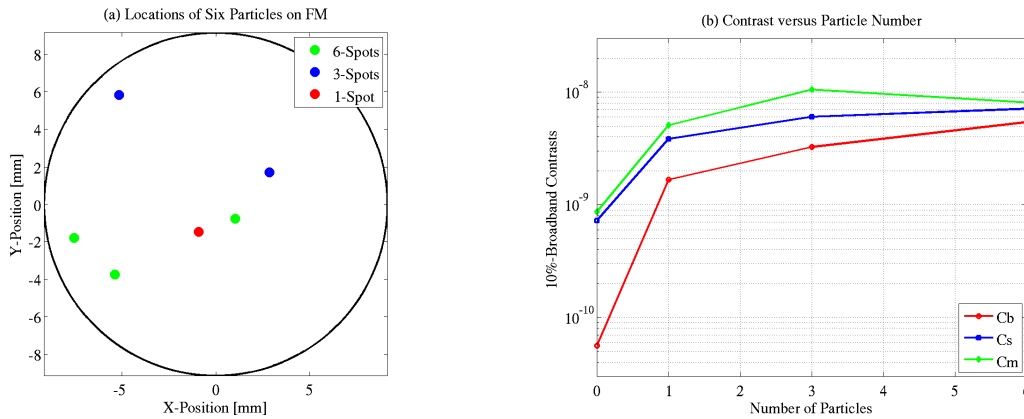 (a) Locations of Six Particles on FM
8
6
4
2
0
-2
-4
-6
-8
-5
0
5
Y-Position [mm]
X-Position [mm]
6-Spots
3-Spots
1-Spot
(b) Contrast versus Particle Number
10^-8
10^-9
10^-10
0
1
2
3
4
5
6
10%-Broadband Contrasts
Number of Particles
Cb
Cs
Cm